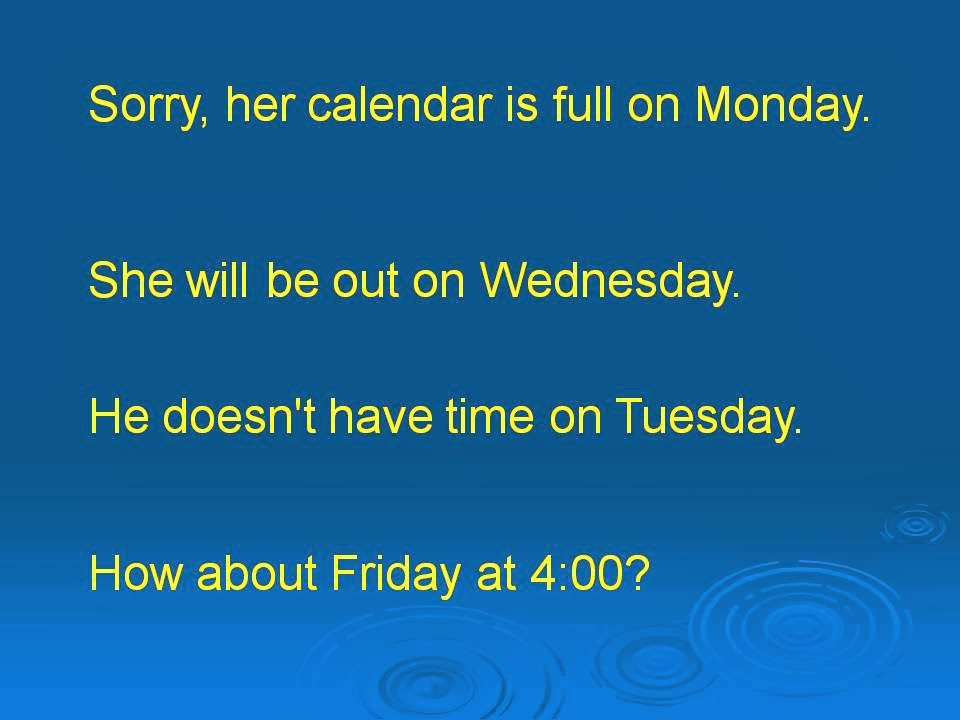 Sorry, her calendar is full on Monday.
She will be out on Wednesday.
He doesn't have time on Tuesday.
How about Friday at 4:00?